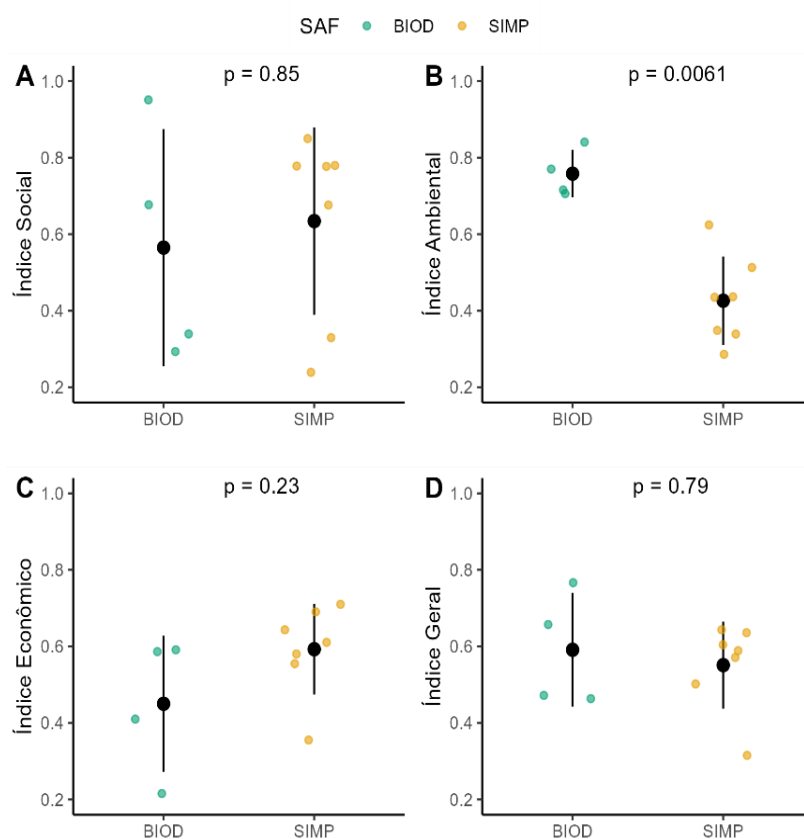 SAF BIOD SIMP
A p = 0.85
1.0
0.8
0.6
0.4
0.2
Índice Social
BIOD SIMP
B p = 0.0061
1.0
0.8
0.6
0.4
0.2
Índice Ambiental
BIOD SIMP
C p = 0.23
1.0
0.8
0.6
0.4
0.2
Índice Econômico
BIOD SIMP
D p = 0.79
1.0
0.8
0.6
0.4
0.2
Índice Geral
BIOD SIMP